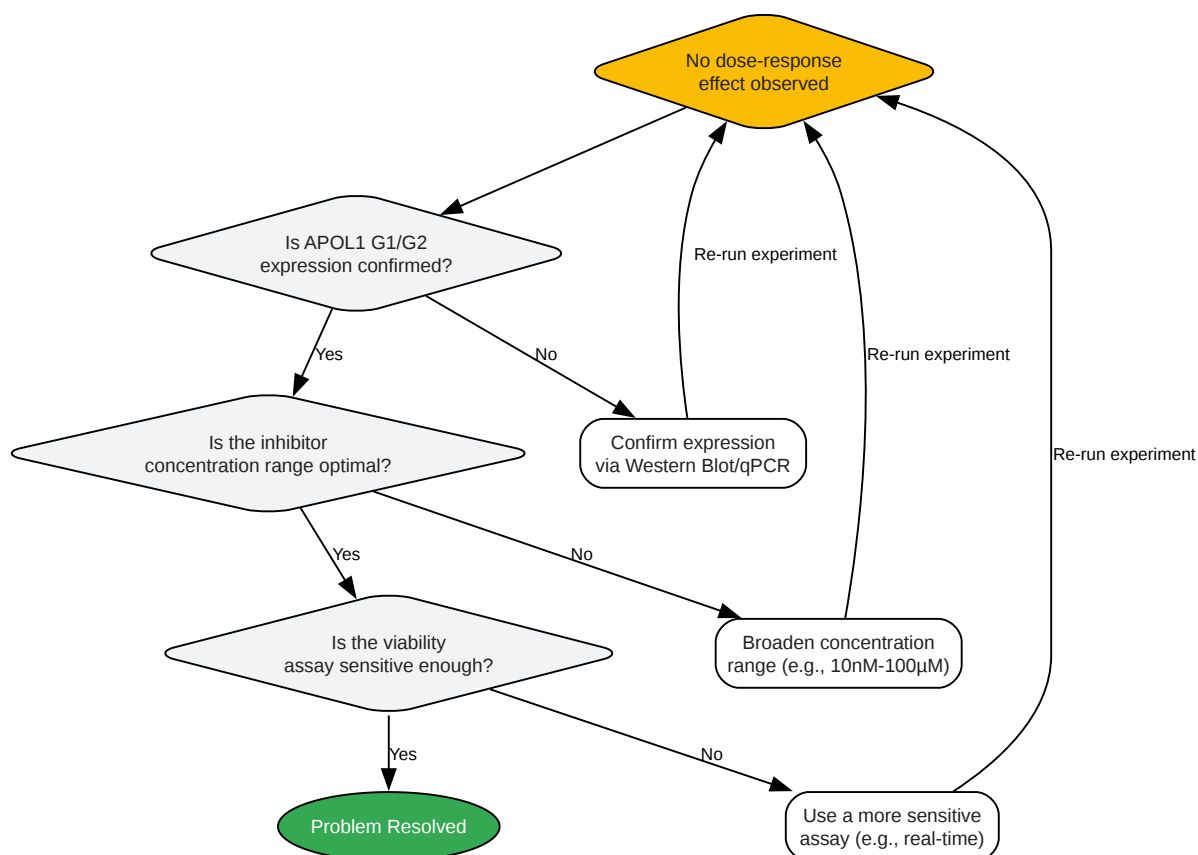 No dose-response
effect observed
Is APOL1 G1/G2
expression confirmed?
Re-run experiment
Yes
No
Re-run experiment
Is the inhibitor
concentration range optimal?
Confirm expression
via Western Blot/qPCR
Re-run experiment
Yes
No
Is the viability
assay sensitive enough?
Broaden concentration
range (e.g., 10nM-100µM)
Yes
No
Problem Resolved
Use a more sensitive
assay (e.g., real-time)